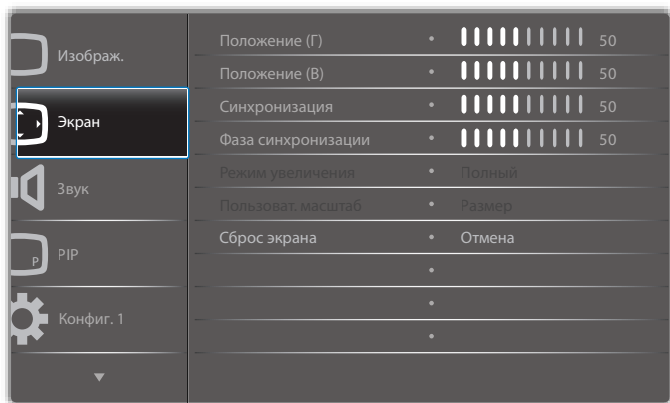 Изображ.
Экран
Звук
P PIP
Конфиг. 1
Положение (Г) • 50
Положение (В) • 50
Синхронизация • 50
Фаза синхронизации • 50
Режим увеличения • Полный
Пользоват. масштаб • Размер
Сброс экрана • Отмена
•
•
•